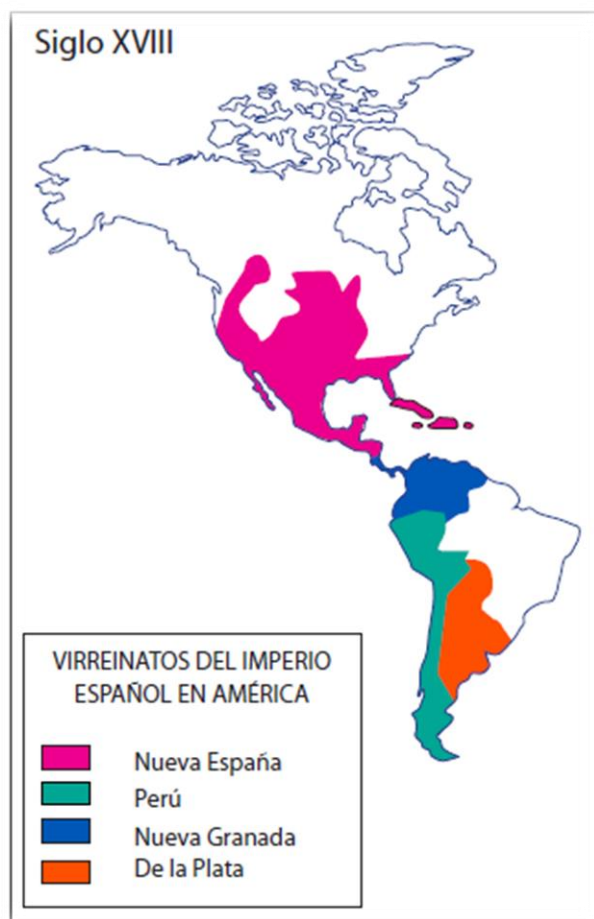 Siglo XVIII
VIRREINATOS DEL IMPERIO
ESPAÑOL EN AMÉRICA
Nueva España
Perú
Nueva Granada
De la Plata